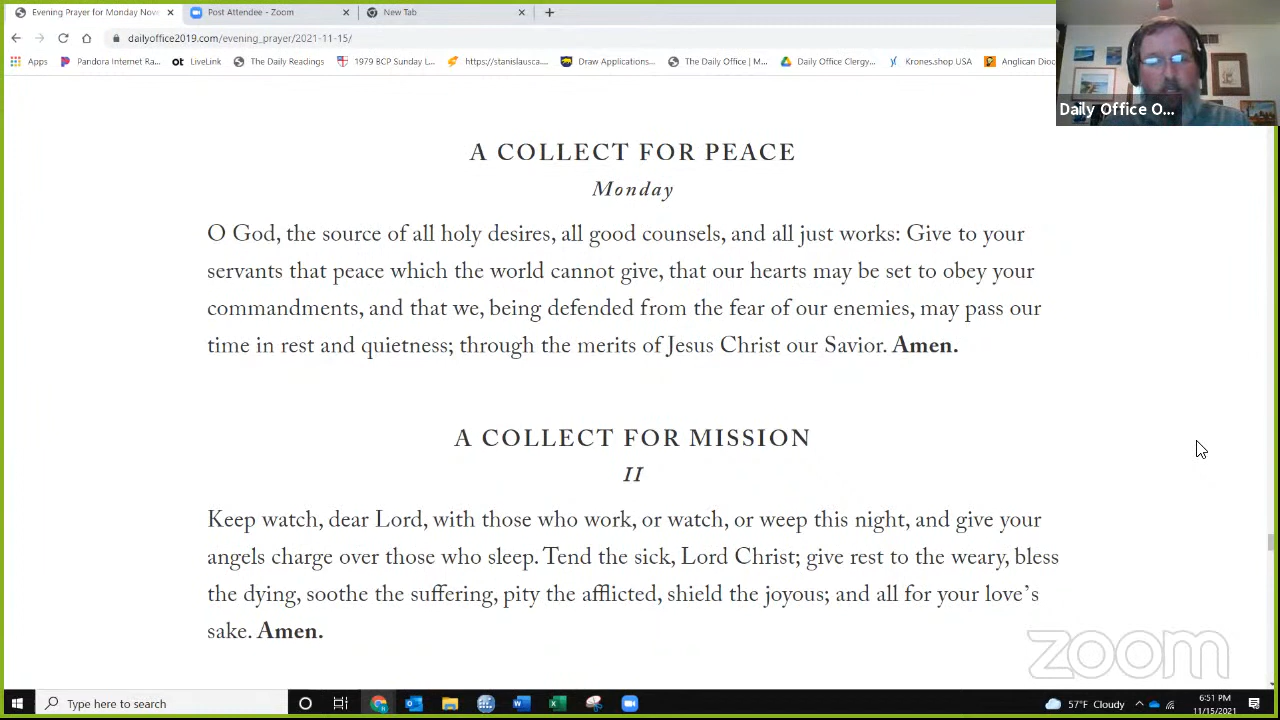 Evening Prayer for Monday Nov
Post Attendee - Zoom
New Tab
dailyoffice2019.com/evening_prayer/2021-11-15/
Apps
Pandora Internet Ra...
ot LiveLink
The Daily Readings
1979 Sunday L...
https://stanislausca...
Draw Applications...
The Daily Office | M...
Daily Office Clergy...
Krones.shop USA
Anglican Dioc
Daily Office O...
A COLLECT FOR PEACE
Monday
O God, the source of all holy desires, all good counsels, and all just works: Give to your
servants that peace which the world cannot give, that our hearts may be set to obey your
commandments, and that we, being defended from the fear of our enemies, may pass our
time in rest and quietness; through the merits of Jesus Christ our Savior. Amen.
A COLLECT FOR MISSION
II
Keep watch, dear Lord, with those who work, or watch, or weep this night, and give your
angels charge over those who sleep. Tend the sick, Lord Christ; give rest to the weary, bless
the dying, soothe the suffering, pity the afflicted, shield the joyous; and all for your love's
sake. Amen.
zoom
Type here to search
57°F Cloudy
6:51 PM
11/15/2021